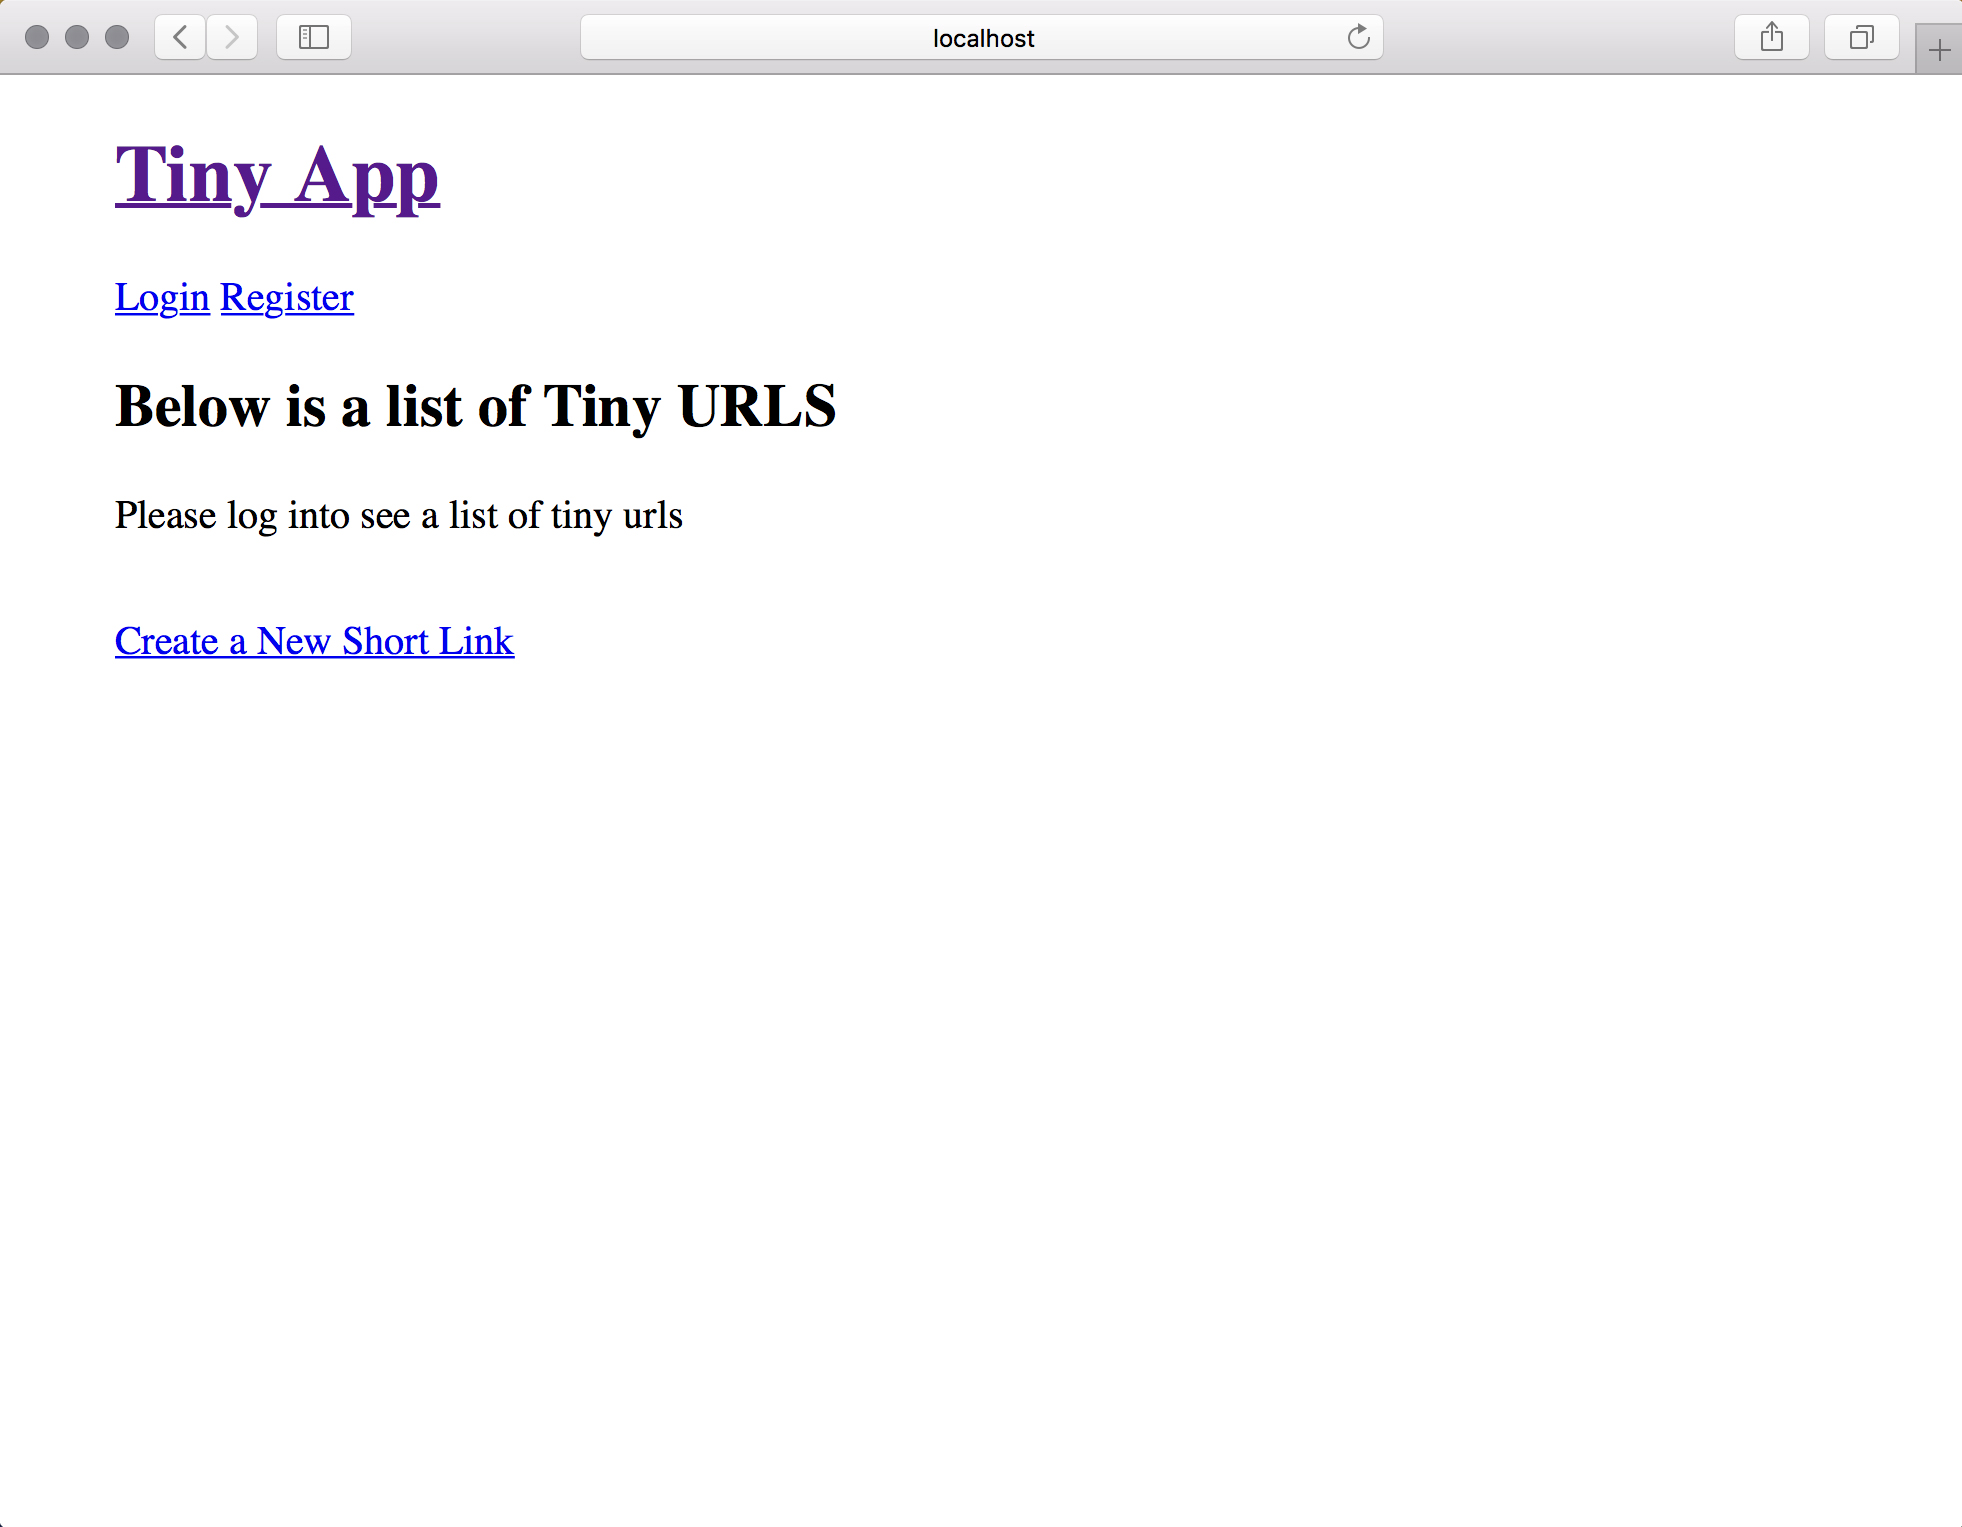 localhost
Tiny App
Login Register
Below is a list of Tiny URLS
Please log into see a list of tiny urls
Create a New Short Link